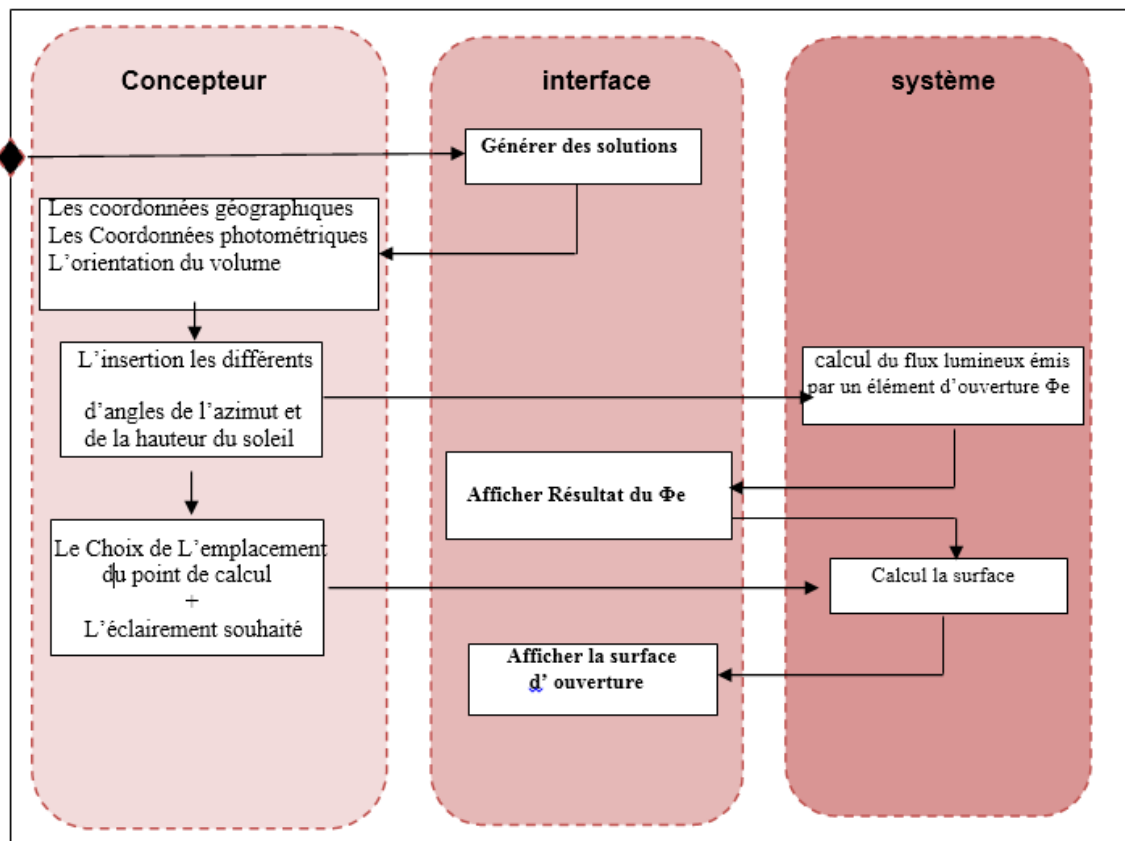 Concepteur
interface
système
Générer des solutions
Les coordonnées géographiques
Les Coordonnées photométriques
L'orientation du volume
L'insertion les différents
d'angles de l'azimut et
de la hauteur du soleil
calcul du flux lumineux émis
par un élément d'ouverture Φe
Afficher Résultat du Φe
Le Choix de L'emplacement
du point de calcul
+
L'éclairement souhaité
Calcul la surface
Afficher la surface
d' ouverture